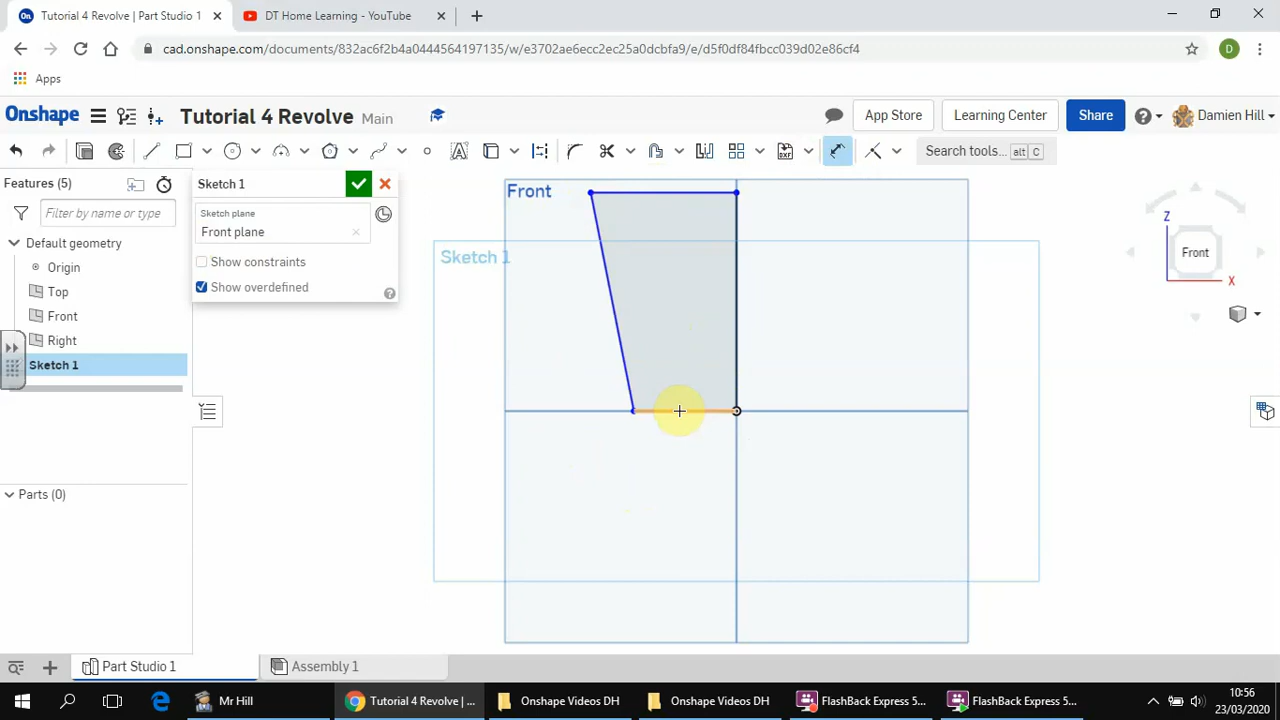 Tutorial 4 Revolve | Part Studio 1
DT Home Learning - YouTube
cad.onshape.com/documents/832ac6f2b4a0444564197135/w/e3702ae6ecc2ec25a0dcbfa9/e/d5f0df84fbcc039d02e86cf4
D
Apps
Onshape
Tutorial 4 Revolve Main
App Store
Learning Center
Share
Damien Hill
Search tools... alt C
Features (5)
Filter by name or type
Default geometry
Origin
Top
Front
Right
Sketch 1
Sketch 1
Sketch plane
Front plane
Show constraints
Show overdefined
Front
Sketch 1
Z
Front
X
Parts (0)
Part Studio 1
Assembly 1
Mr Hill
Tutorial 4 Revolve | ...
Onshape Videos DH
Onshape Videos DH
FlashBack Express 5...
FlashBack Express 5...
10:56
23/03/2020